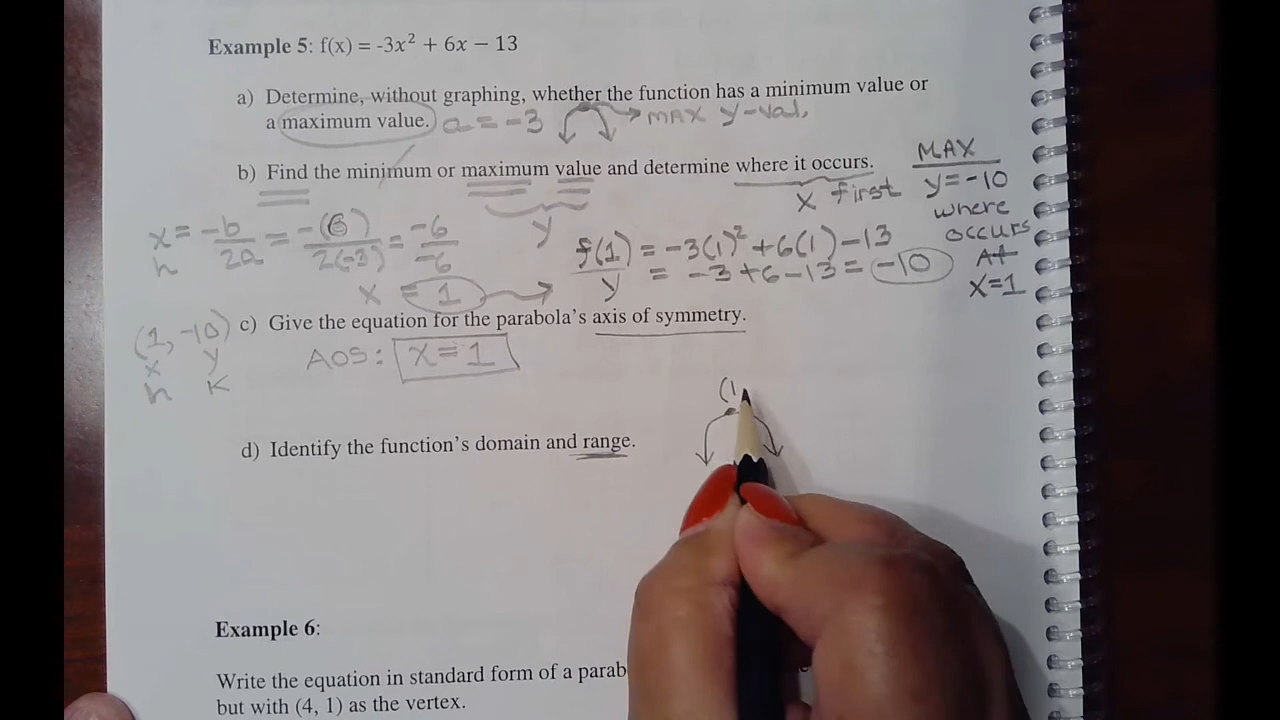 Example 5: f(x) = -3x² + 6x − 13
a) Determine, without graphing, whether the function has a minimum value or
a maximum value. a = -3 → MAX y-val.
b) Find the minimum or maximum value and determine where it occurs.
x first
y
MAX
y=-10
where
occurs
At
x=1
x = -b/2a = -(6)/2(-3) = -6/-6
h
x = 1
f(1) = -3(1)² + 6(1) - 13
y = -3+6-13 = -10
c) Give the equation for the parabola's axis of symmetry.
(1, -10)
x y
h K
AOS: x = 1
(1
d) Identify the function's domain and range.
Example 6:
Write the equation in standard form of a parab
but with (4, 1) as the vertex.